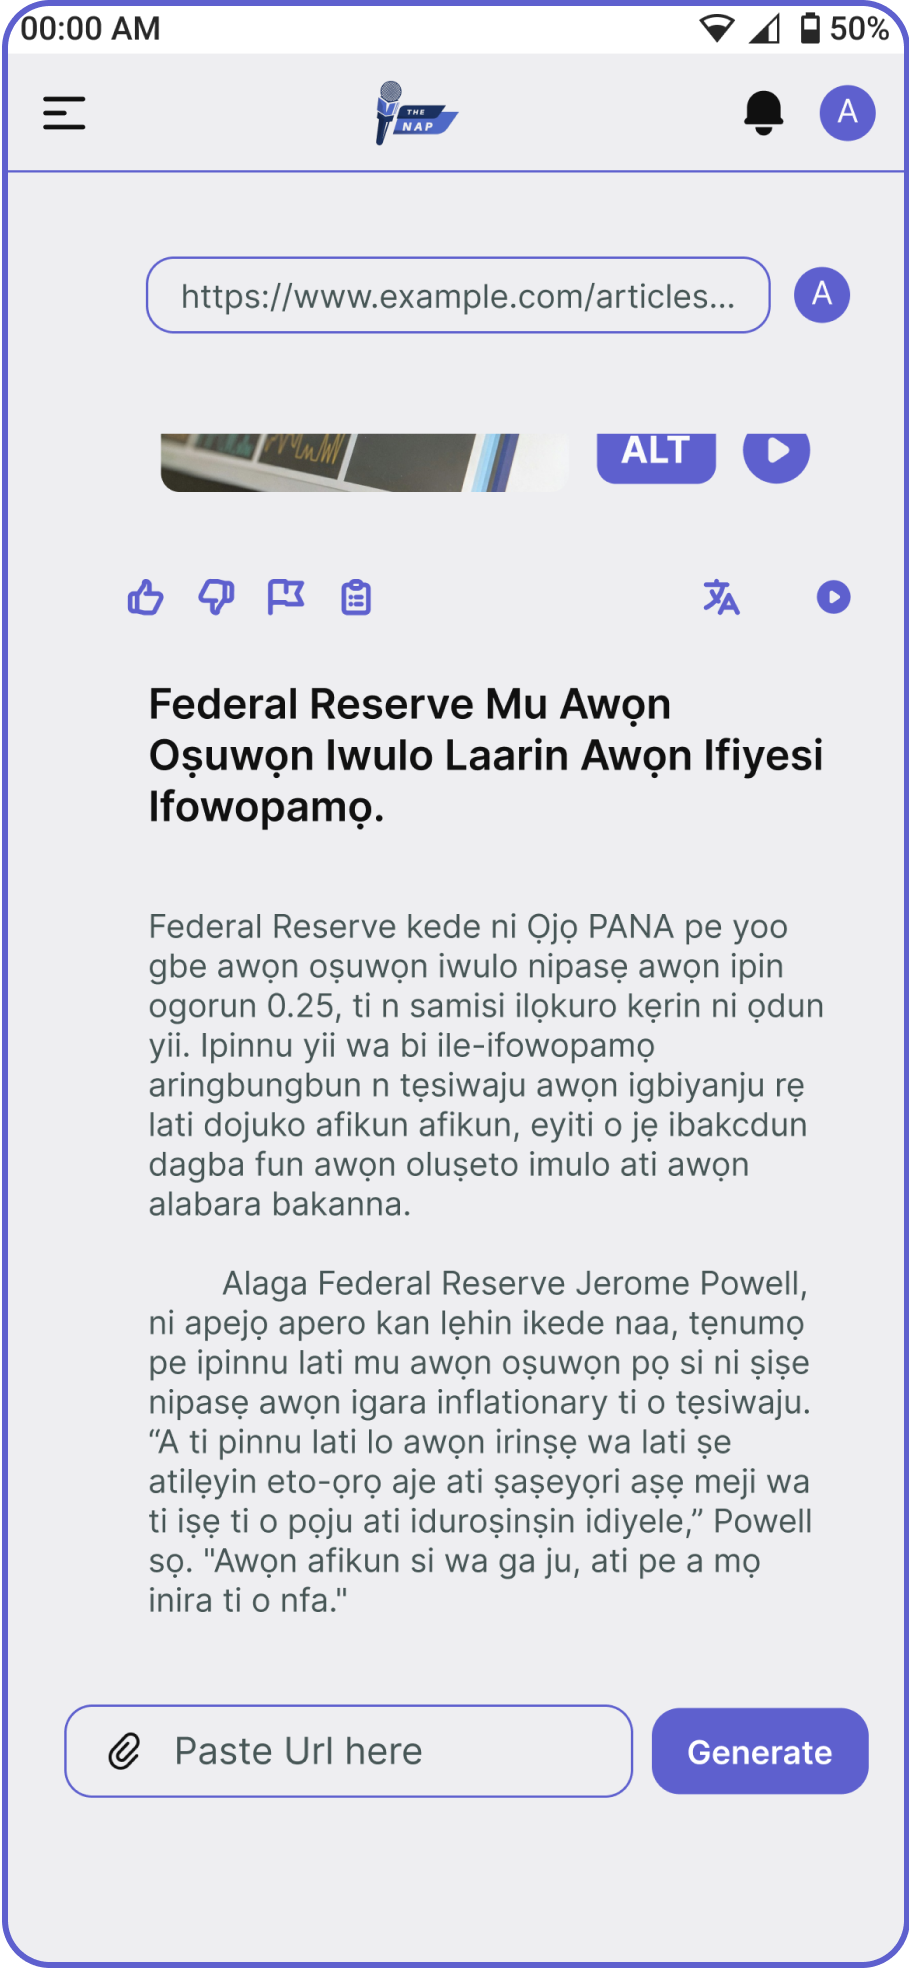 00:00 AM
50%
THE
NAP
A
https://www.example.com/articles...
A
ALT
Federal Reserve Mu Awọn
Oṣuwọn Iwulo Laarin Awọn Ifiyesi
Ifowopamọ.
Federal Reserve kede ni Ọjọ PANA pe yoo
gbe awọn oṣuwọn iwulo nipasẹ awọn ipin
ogorun 0.25, ti n samisi ilọkuro kẹrin ni ọdun
yii. Ipinnu yii wa bi ile-ifowopamọ
aringbungbun n tẹsiwaju awọn igbiyanju rẹ
lati dojuko afikun afikun, eyiti o jẹ ibakcdun
dagba fun awọn oluṣeto imulo ati awọn
alabara bakanna.
Alaga Federal Reserve Jerome Powell,
ni apejọ apero kan lẹhin ikede naa, tẹnumọ
pe ipinnu lati mu awọn oṣuwọn pọ si ni ṣiṣe
nipasẹ awọn igara inflationary ti o tẹsiwaju.
“A ti pinnu lati lo awọn irinṣẹ wa lati ṣe
atilẹyin eto-ọrọ aje ati ṣaṣeyọri aṣẹ meji wa
ti iṣẹ ti o pọju ati iduroṣinṣin idiyele,” Powell
sọ. "Awọn afikun si wa ga ju, ati pe a mọ
inira ti o nfa."
Paste Url here
Generate